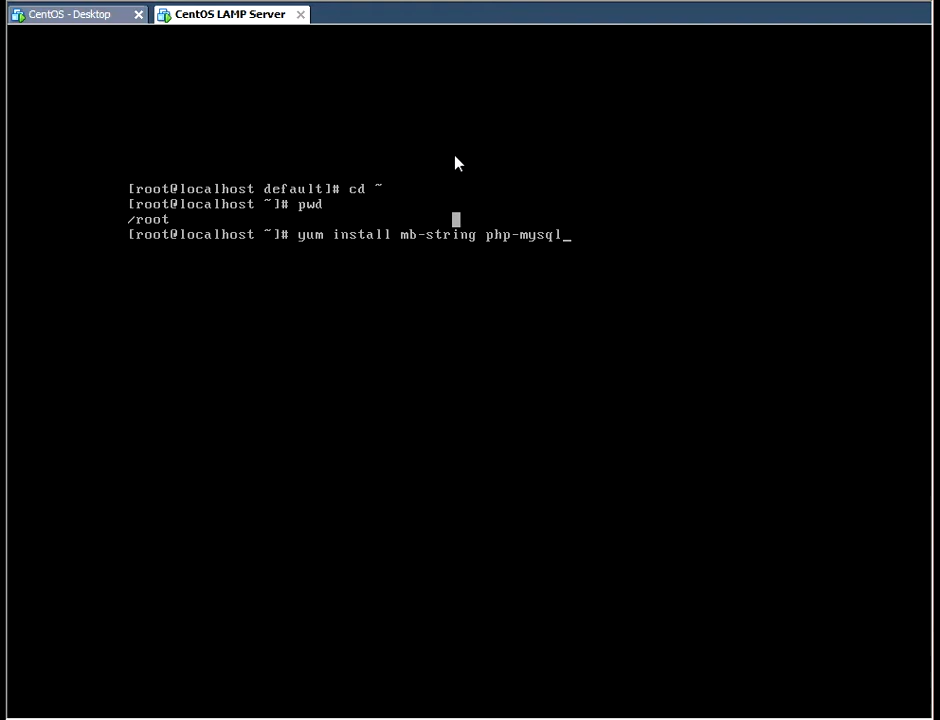 CentOS - Desktop
CentOS LAMP Server
[root@localhost default]# cd ~
[root@localhost ~]# pwd
/root
[root@localhost ~]# yum install mb-string php-mysql_